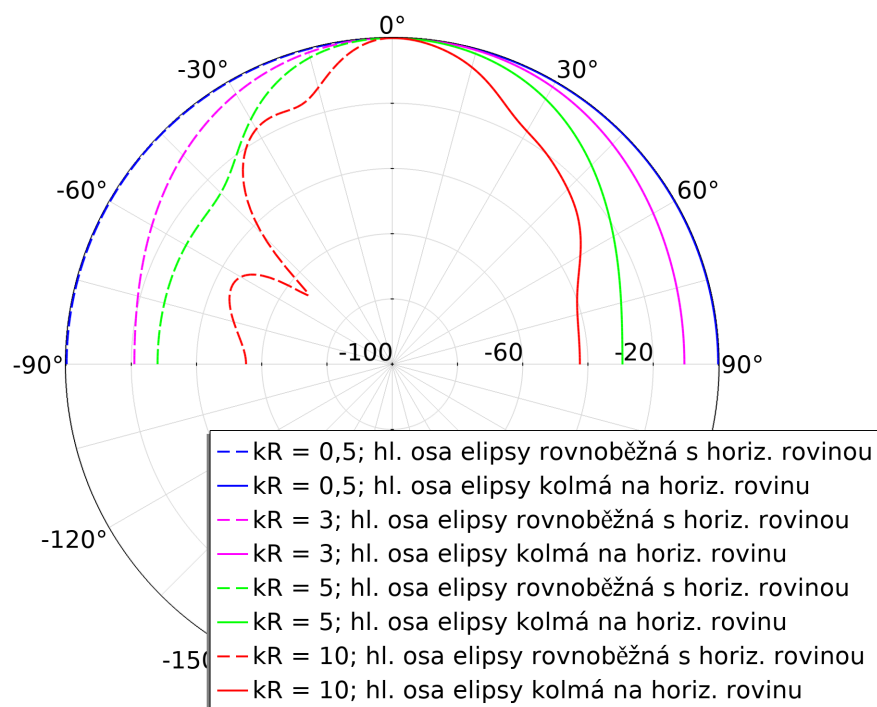 0°
-30°
30°
-60°
60°
-90°
-100
-60
-20
90°
-120°
-150
kR = 0,5; hl. osa elipsy rovnoběžná s horiz. rovinou
kR = 0,5; hl. osa elipsy kolmá na horiz. rovinu
kR = 3; hl. osa elipsy rovnoběžná s horiz. rovinou
kR = 3; hl. osa elipsy kolmá na horiz. rovinu
kR = 5; hl. osa elipsy rovnoběžná s horiz. rovinou
kR = 5; hl. osa elipsy kolmá na horiz. rovinu
kR = 10; hl. osa elipsy rovnoběžná s horiz. rovinou
kR = 10; hl. osa elipsy kolmá na horiz. rovinu